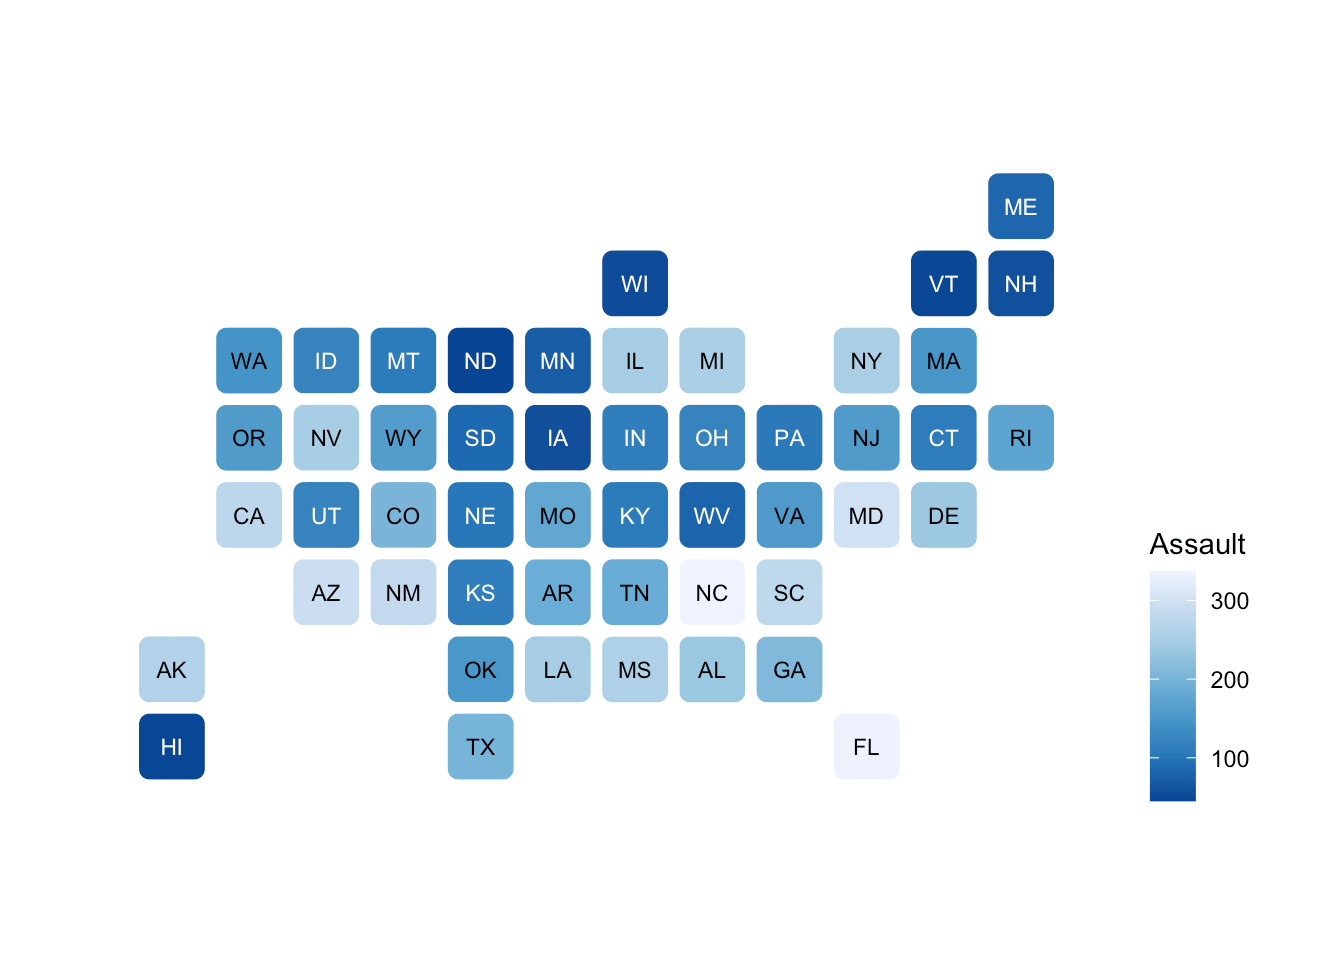 ME
WI VT NH
WA ID MT ND MN IL MI NY MA
OR NV WY SD IA IN OH PA NJ CT RI
CA UT CO NE MO KY WV VA MD DE
AZ NM KS AR TN NC SC
AK OK LA MS AL GA
HI TX FL
Assault
300
200
100